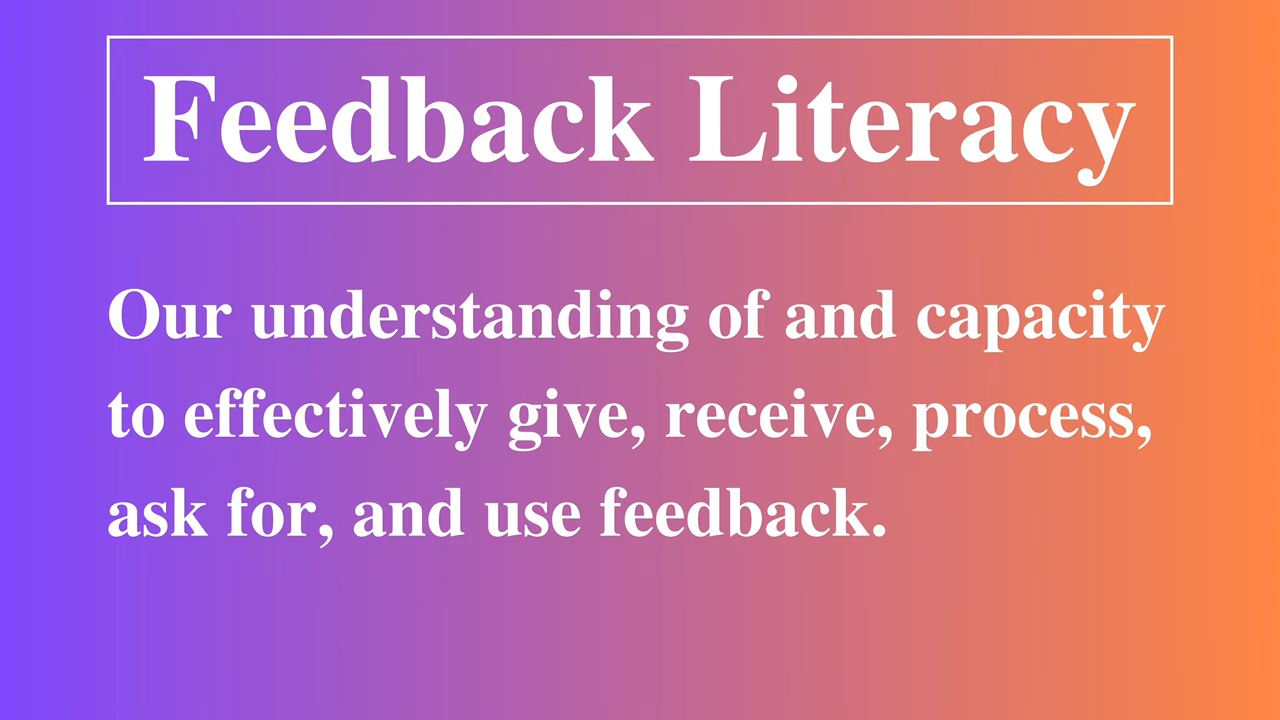 Feedback Literacy
Our understanding of and capacity
to effectively give, receive, process,
ask for, and use feedback.